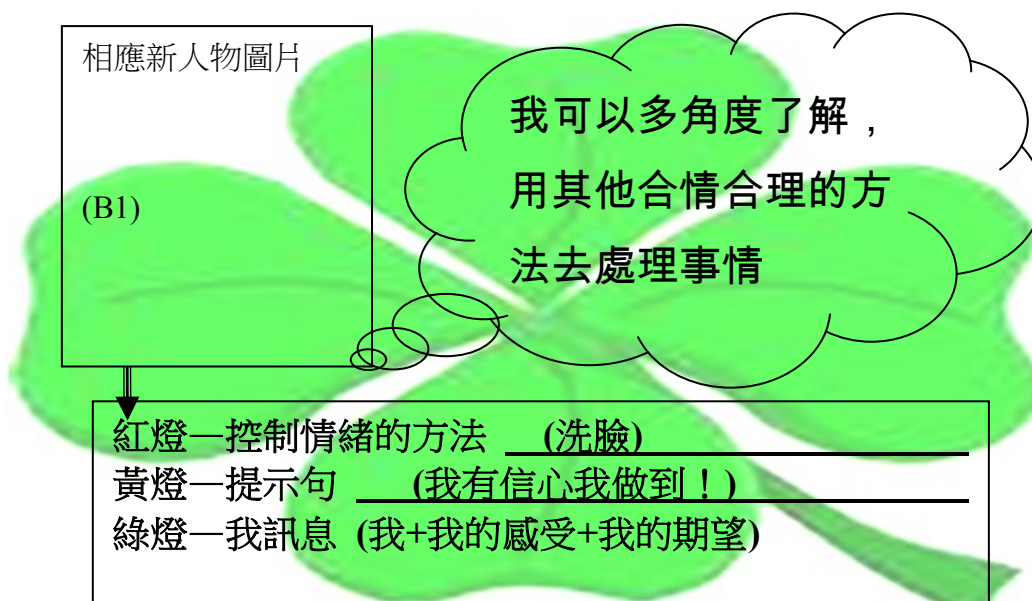 相應新人物圖片
(B1)
我可以多角度了解，
用其他合情合理的方
法去處理事情
紅燈—控制情緒的方法 (洗臉)
黃燈—提示句 (我有信心我做到！)
綠燈—我訊息 (我+我的感受+我的期望)